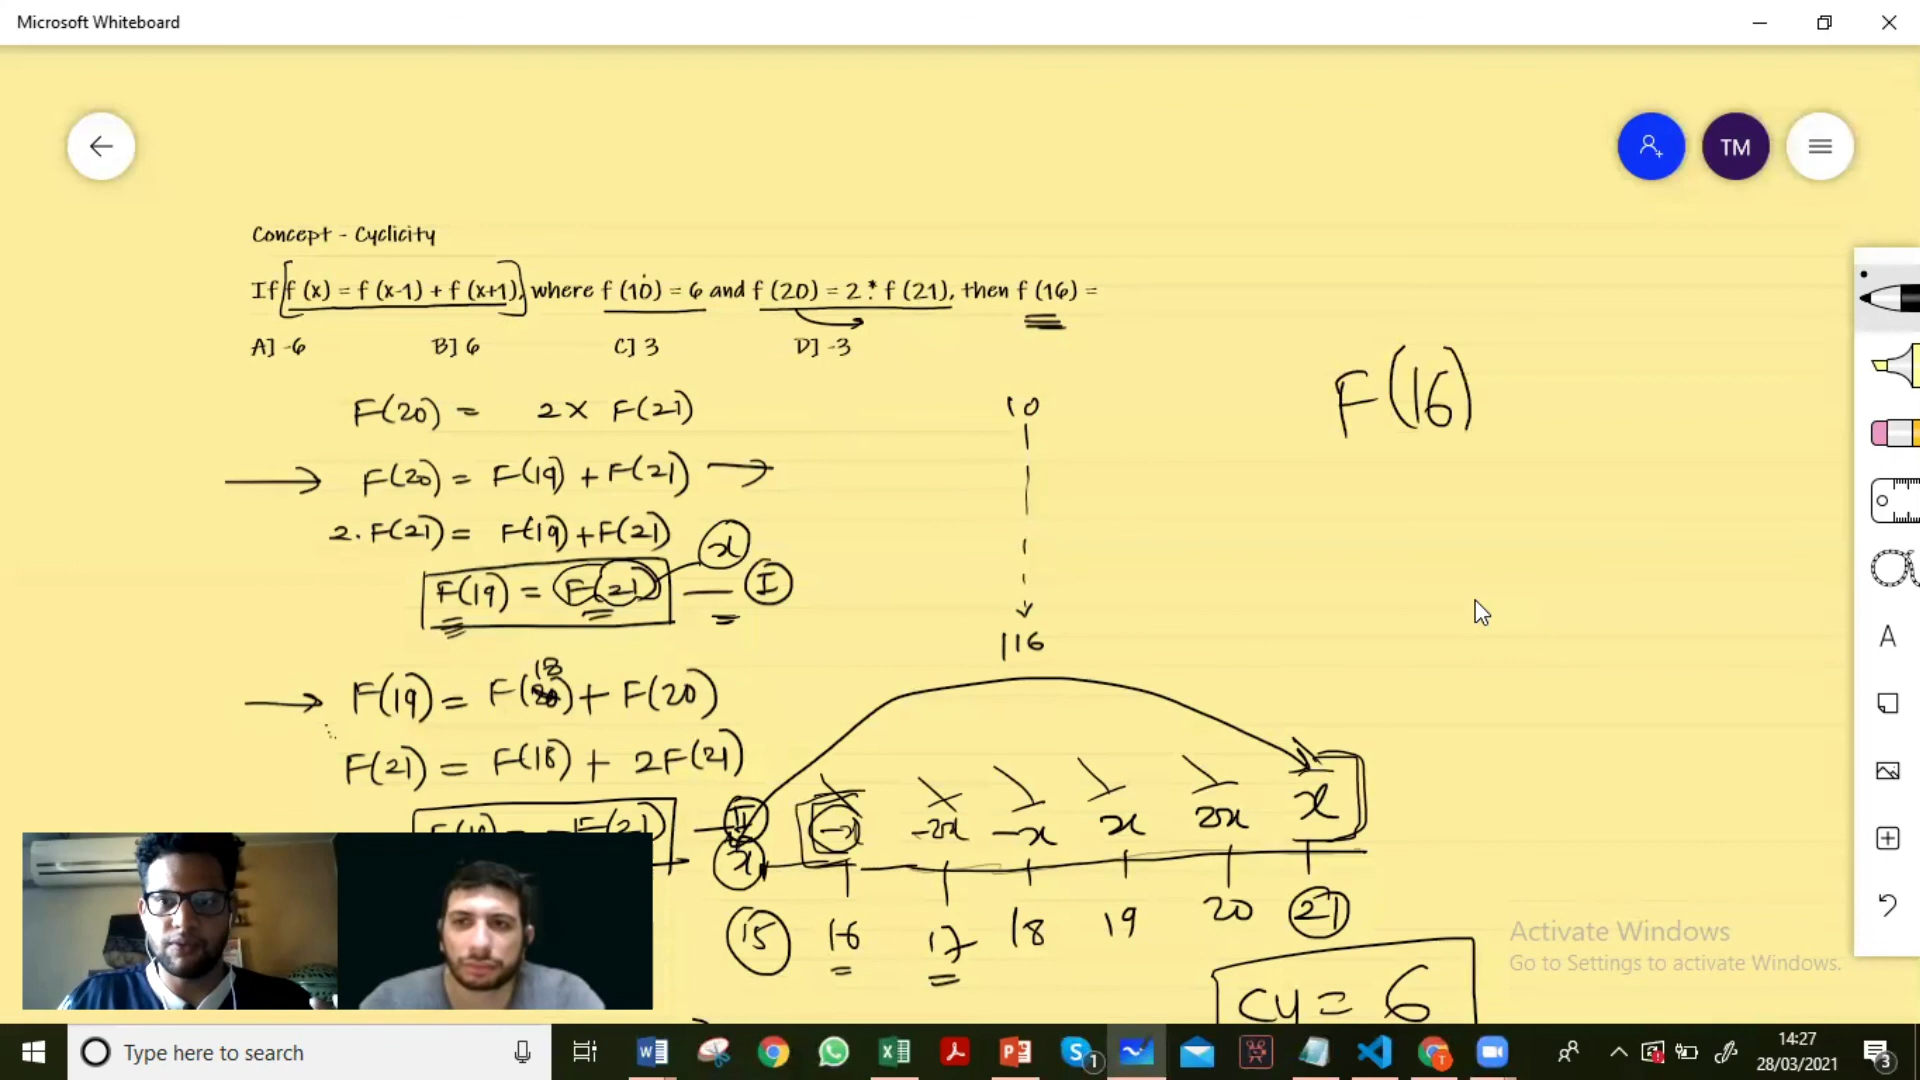 Microsoft Whiteboard
TM
Concept - Cyclicity
If f (x) = f (x-1) + f (x+1), where f (10) = 6 and f (20) = 2 * f (21), then f (16) =
A] -6 B] 6 C] 3 D] -3
F(20) = 2 x F(21)
F(20) = F(19) + F(21)
2. F(21) = F(19) + F(21)
x
F(19) = F(21) I
F(19) = F(18) + F(20)
F(21) = F(18) + 2F(21)
II
10
116
F(16)
x -x -2x -x x 2x x
15 16 17 18 19 20 21
CY = 6
A
Activate Windows
Go to Settings to activate Windows.
Type here to search
1
14:27
28/03/2021
3